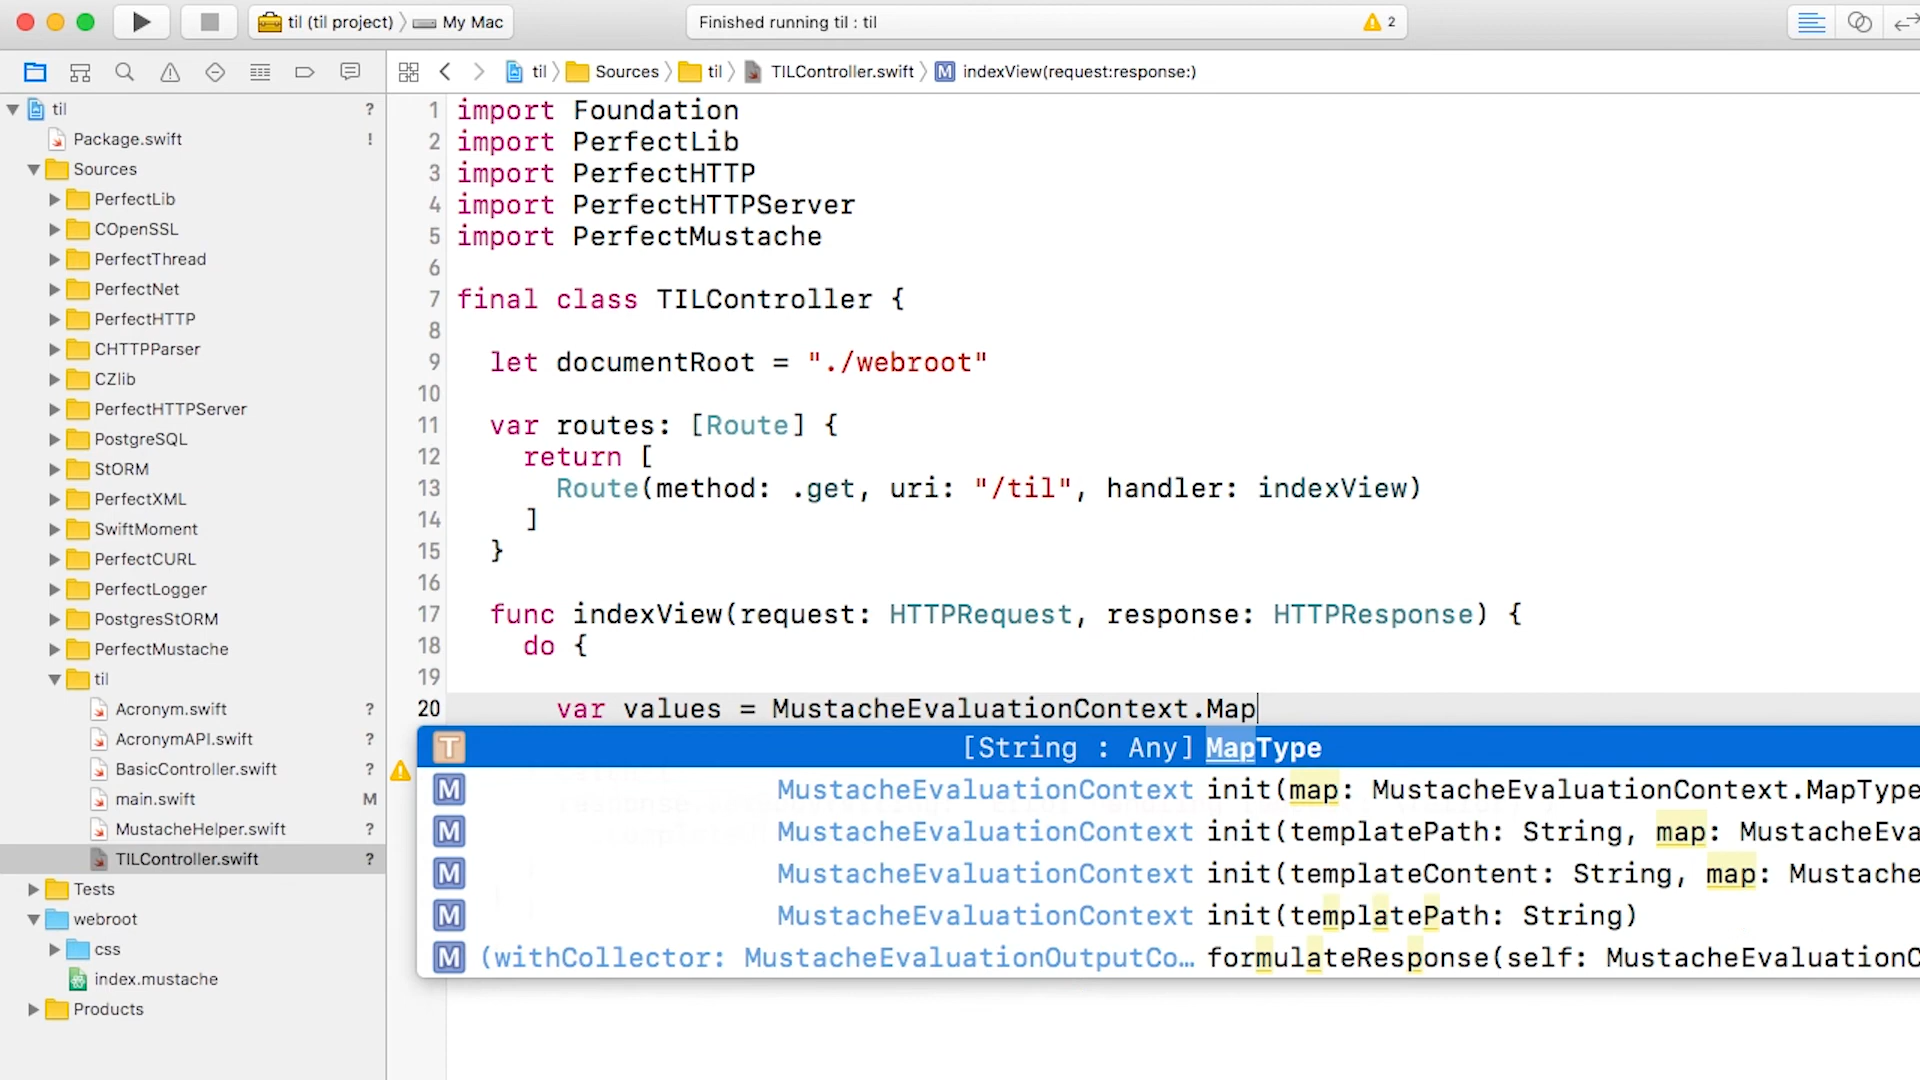 til (til project) 〉 My Mac
Finished running til : til
2
til 〉 Sources 〉 til 〉 TILController.swift 〉 M indexView(request:response:)
til ?
Package.swift !
Sources
PerfectLib
COpenSSL
PerfectThread
PerfectNet
PerfectHTTP
CHTTPParser
CZlib
PerfectHTTPServer
PostgreSQL
StORM
PerfectXML
SwiftMoment
PerfectCURL
PerfectLogger
PostgresStORM
PerfectMustache
til
Acronym.swift ?
AcronymAPI.swift ?
BasicController.swift ?
main.swift M
MustacheHelper.swift ?
TILController.swift ?
Tests
webroot
css
index.mustache
Products
1 import Foundation
2 import PerfectLib
3 import PerfectHTTP
4 import PerfectHTTPServer
5 import PerfectMustache
6
7 final class TILController {
8
9 let documentRoot = "./webroot"
10
11 var routes: [Route] {
12 return [
13 Route(method: .get, uri: "/til", handler: indexView)
14 ]
15 }
16
17 func indexView(request: HTTPRequest, response: HTTPResponse) {
18 do {
19
20 var values = MustacheEvaluationContext.Map
T [String : Any] MapType
M MustacheEvaluationContext init(map: MustacheEvaluationContext.MapType
M MustacheEvaluationContext init(templatePath: String, map: MustacheEva
M MustacheEvaluationContext init(templateContent: String, map: Mustache
M MustacheEvaluationContext init(templatePath: String)
M (withCollector: MustacheEvaluationOutputCo… formulateResponse(self: MustacheEvaluationC